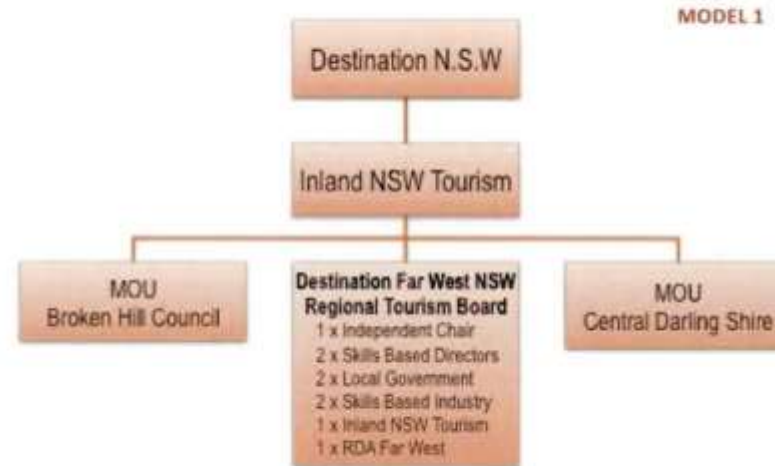 MODEL 1
Destination N.S.W
Inland NSW Tourism
MOU
Broken Hill Council
Destination Far West NSW
Regional Tourism Board
1 x Independent Chair
2 x Skills Based Directors
2 x Local Government
2 x Skills Based Industry
1 x Inland NSW Tourism
1 x RDA Far West
MOU
Central Darling Shire